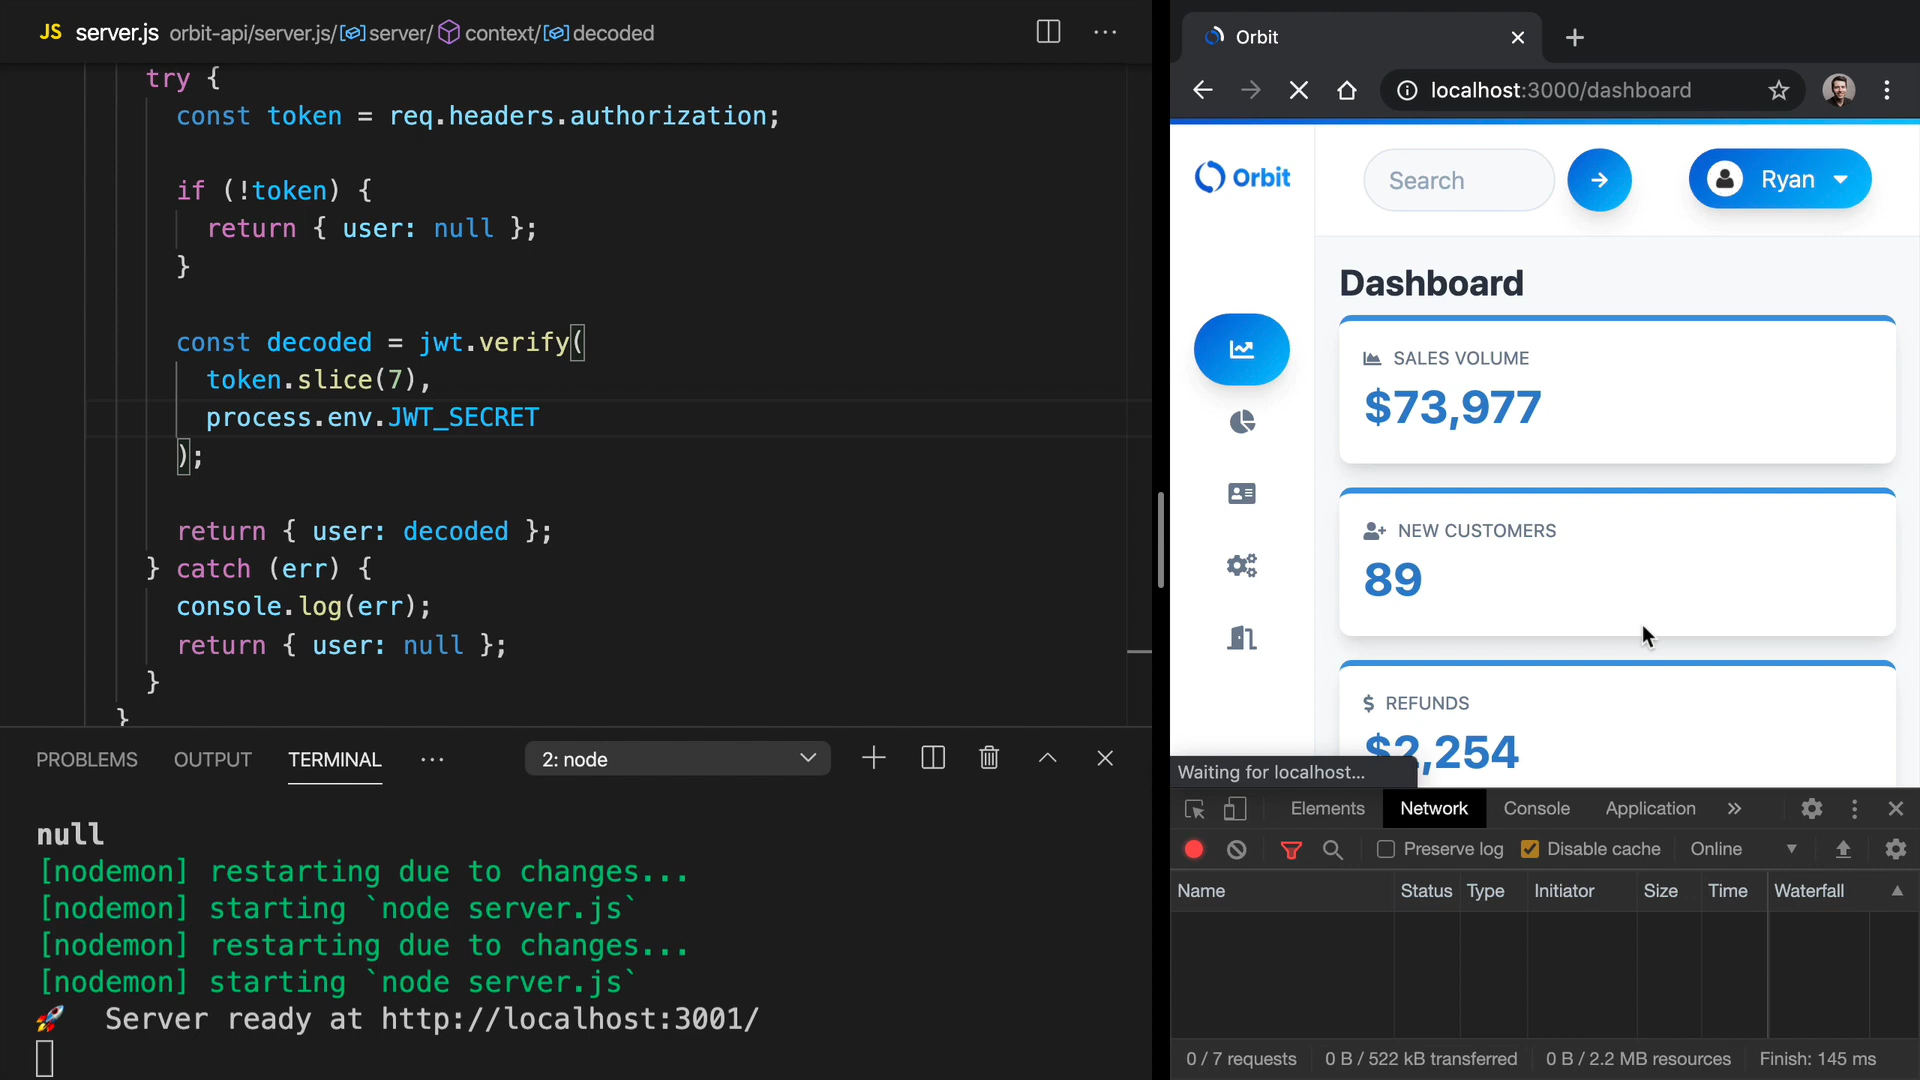 JS server.js orbit-api/server.js/ server/ context/ decoded
try {
const token = req.headers.authorization;
if (!token) {
return { user: null };
}
const decoded = jwt.verify(
token.slice(7),
process.env.JWT_SECRET
);
return { user: decoded };
} catch (err) {
console.log(err);
return { user: null };
}
}
PROBLEMS OUTPUT TERMINAL ··· 2: node
null
[nodemon] restarting due to changes...
[nodemon] starting `node server.js`
[nodemon] restarting due to changes...
[nodemon] starting `node server.js`
🚀 Server ready at http://localhost:3001/
Orbit
localhost:3000/dashboard
Orbit
Search
Ryan
Dashboard
SALES VOLUME
$73,977
NEW CUSTOMERS
89
REFUNDS
$2,254
Waiting for localhost...
Elements Network Console Application »
Preserve log Disable cache Online
Name Status Type Initiator Size Time Waterfall
0 / 7 requests 0 B / 522 kB transferred 0 B / 2.2 MB resources Finish: 145 ms